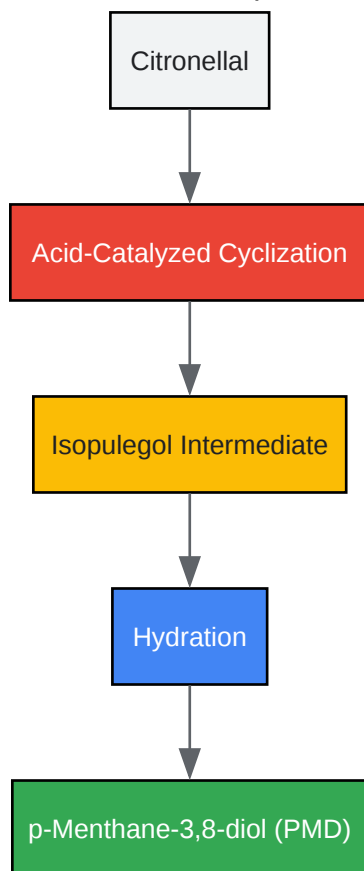 Citronellal
Acid-Catalyzed Cyclization
Isopulegol Intermediate
Hydration
p-Menthane-3,8-diol (PMD)